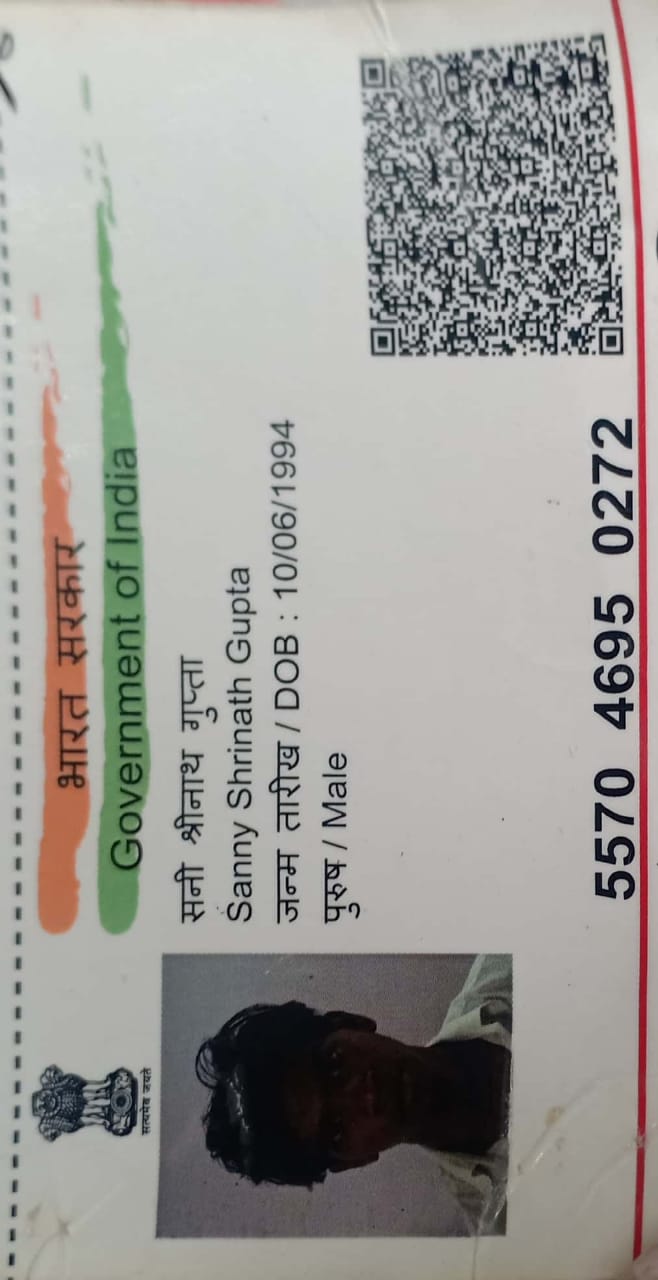 भारत सरकार
Government of India
सत्यमेव जयते
सनी श्रीनाथ गुप्ता
Sanny Shrinath Gupta
जन्म तारीख / DOB : 10/06/1994
पुरुष / Male
5570 4695 0272